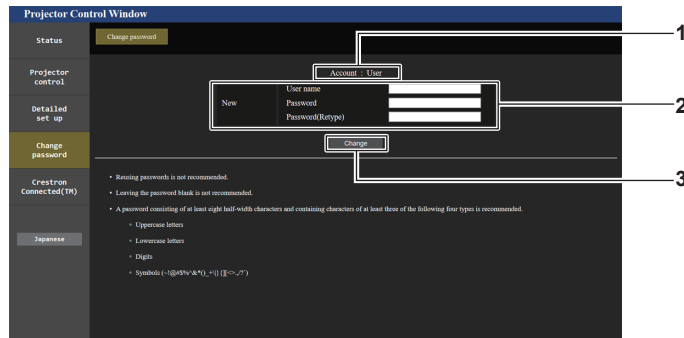 Projector Control Window
Status
Change password
1
Projector
control
Account : User
User name
New
Password
2
Password(Retype)
Detailed
set up
Change
password
Change
Crestron
Connected(TM)
3
• Reusing passwords is not recommended.
• Leaving the password blank is not recommended.
• A password consisting of at least eight half-width characters and containing characters of at least three of the following four types is recommended.
Uppercase letters
Japanese
Lowercase letters
Digits
Symbols (~!@#$%^&*()_+\|{}[]<>.,/?`)